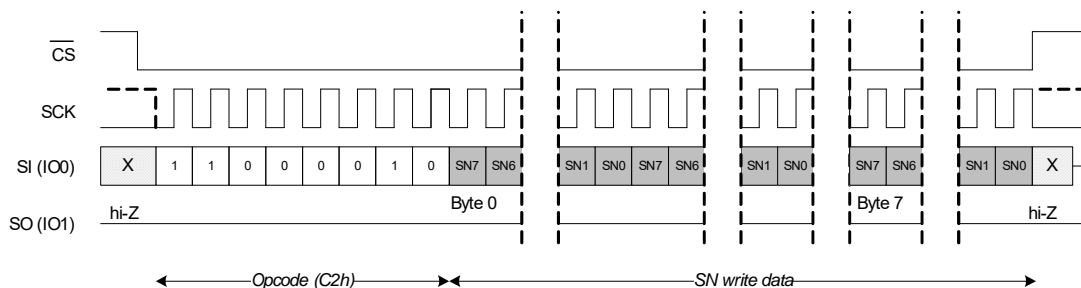 CS
SCK
SI (IO0) X 1 1 0 0 0 0 1 0 SN7 SN6 SN1 SN0 SN7 SN6 SN1 SN0 SN7 SN6 SN1 SN0 X
Byte 0 Byte 7
hi-Z hi-Z
SO (IO1)
Opcode (C2h) SN write data